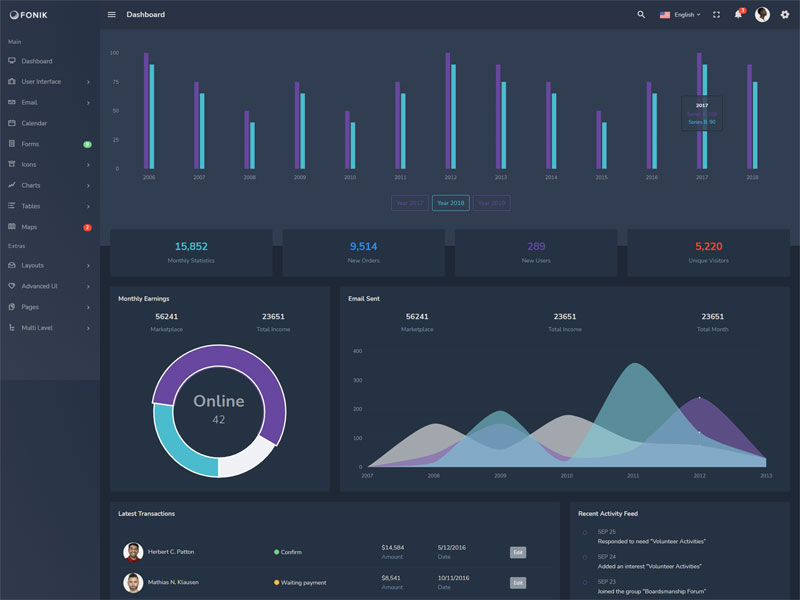 FONIK
Dashboard
English
3
Main
Dashboard
User Interface
Email
Calendar
Forms
Icons
Charts
Tables
Maps
2
Extras
Layouts
Advanced UI
Pages
Multi Level
100
75
50
25
0
2006 2007 2008 2009 2010 2011 2012 2013 2014 2015 2016 2017 2018
2017
Series B: 90
Year 2017 Year 2018 Year 2019
15,852
Monthly Statistics
9,514
New Orders
289
New Users
5,220
Unique Visitors
Monthly Earnings
56241 23651
Marketplace Total Income
Online
42
Email Sent
56241 23651 23651
Marketplace Total Income Total Month
400
300
200
100
0
2007 2008 2009 2010 2011 2012 2013
Latest Transactions
Herbert C. Patton Confirm $14,584 5/12/2016 Edit
Amount Date
Mathias N. Klausen Waiting payment $8,541 10/11/2016 Edit
Amount Date
Recent Activity Feed
SEP 25
Responded to need "Volunteer Activities"
SEP 24
Added an interest "Volunteer Activities"
SEP 23
Joined the group "Boardsmanship Forum"